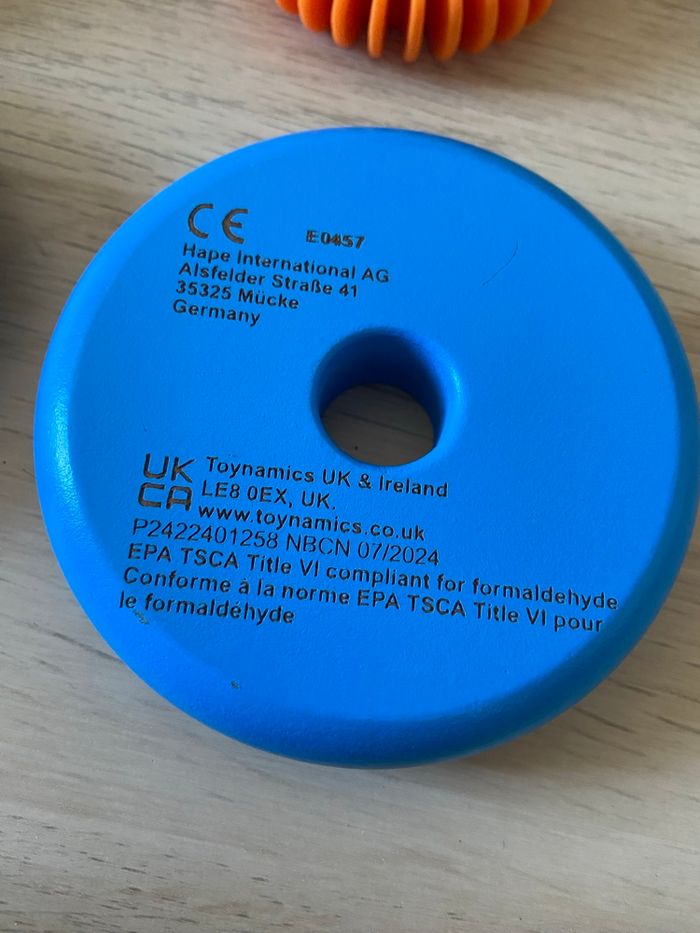 CE E0457
Hape International AG
Alsfelder Straße 41
35325 Mücke
Germany
UK
CA
Toynamics UK & Ireland
LE8 0EX, UK.
www.toynamics.co.uk
P2422401258 NBCN 07/2024
EPA TSCA Title VI compliant for formaldehyde
Conforme à la norme EPA TSCA Title VI pour
le formaldéhyde